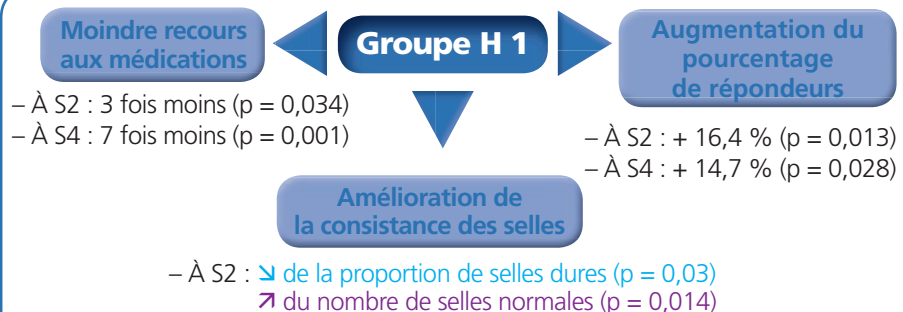 Groupe H 1
Moindre recours
aux médications
– À S2 : 3 fois moins (p = 0,034)
– À S4 : 7 fois moins (p = 0,001)
Augmentation du
pourcentage
de répondeurs
– À S2 : + 16,4 % (p = 0,013)
– À S4 : + 14,7 % (p = 0,028)
Amélioration de
la consistance des selles
– À S2 : ↘ de la proportion de selles dures (p = 0,03)
↗ du nombre de selles normales (p = 0,014)